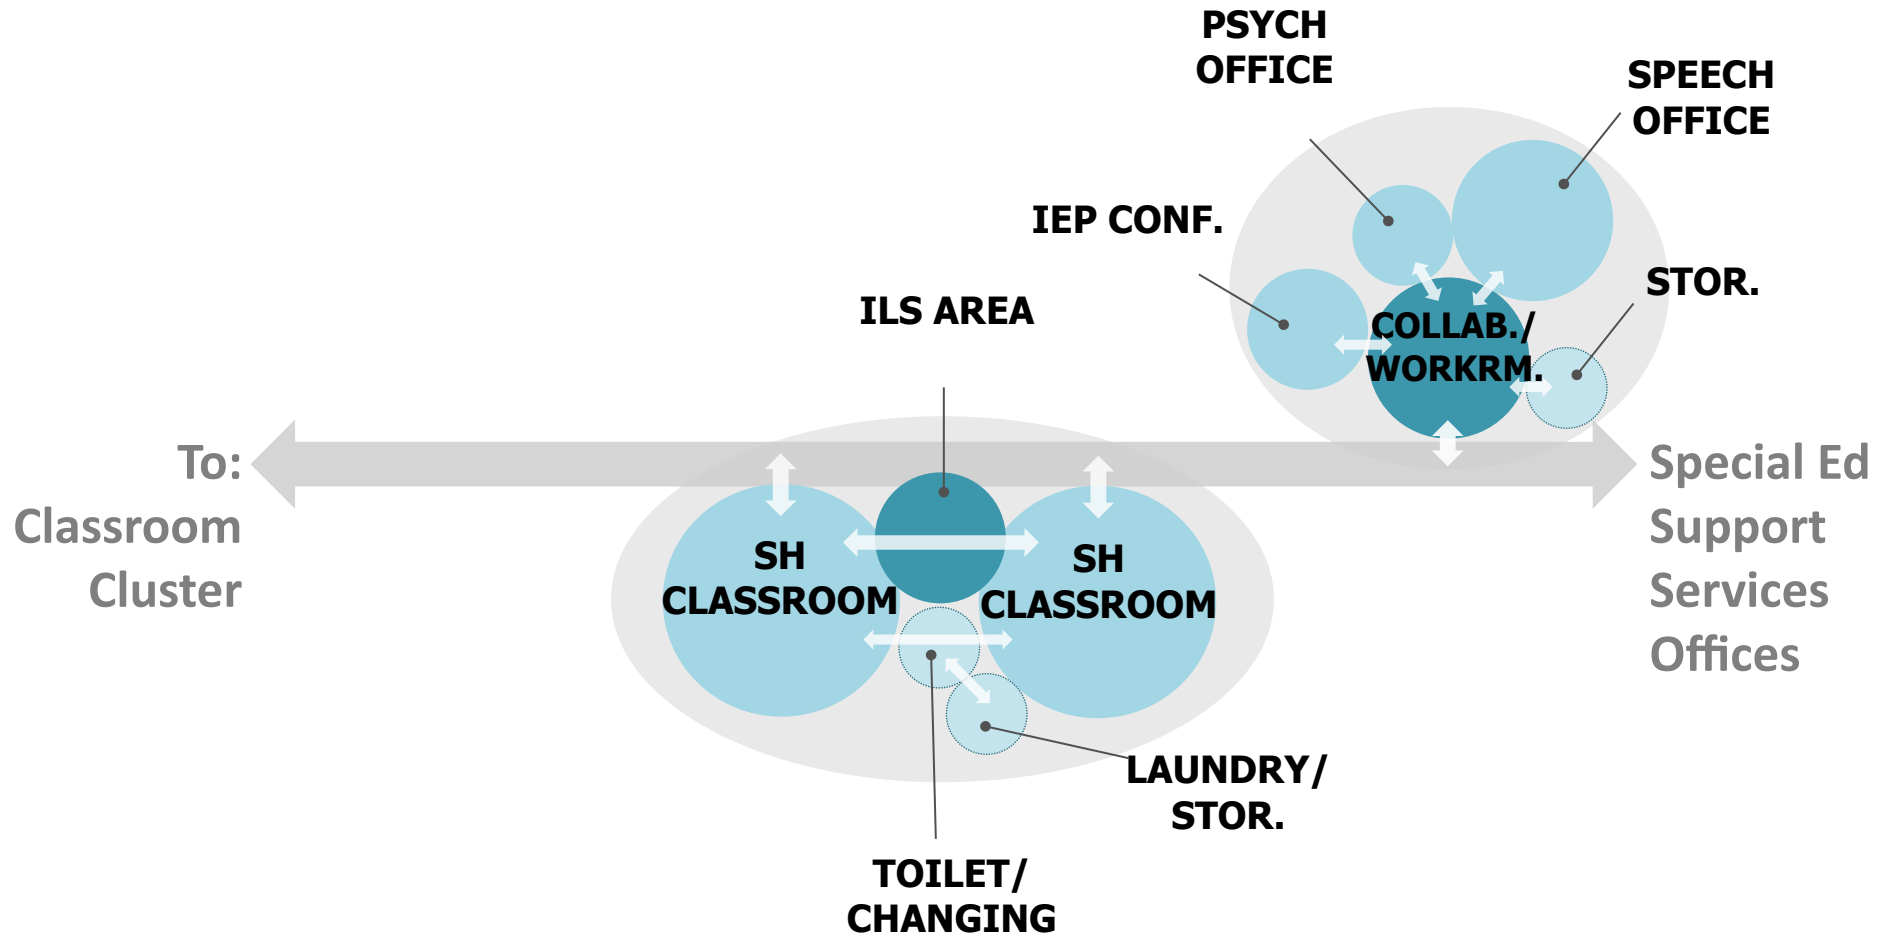 PSYCH
OFFICE
SPEECH
OFFICE
IEP CONF.
STOR.
ILS AREA
COLLAB./
WORKRM.
To:
Classroom
Cluster
Special Ed
Support
Services
Offices
SH
CLASSROOM
SH
CLASSROOM
LAUNDRY/
STOR.
TOILET/
CHANGING